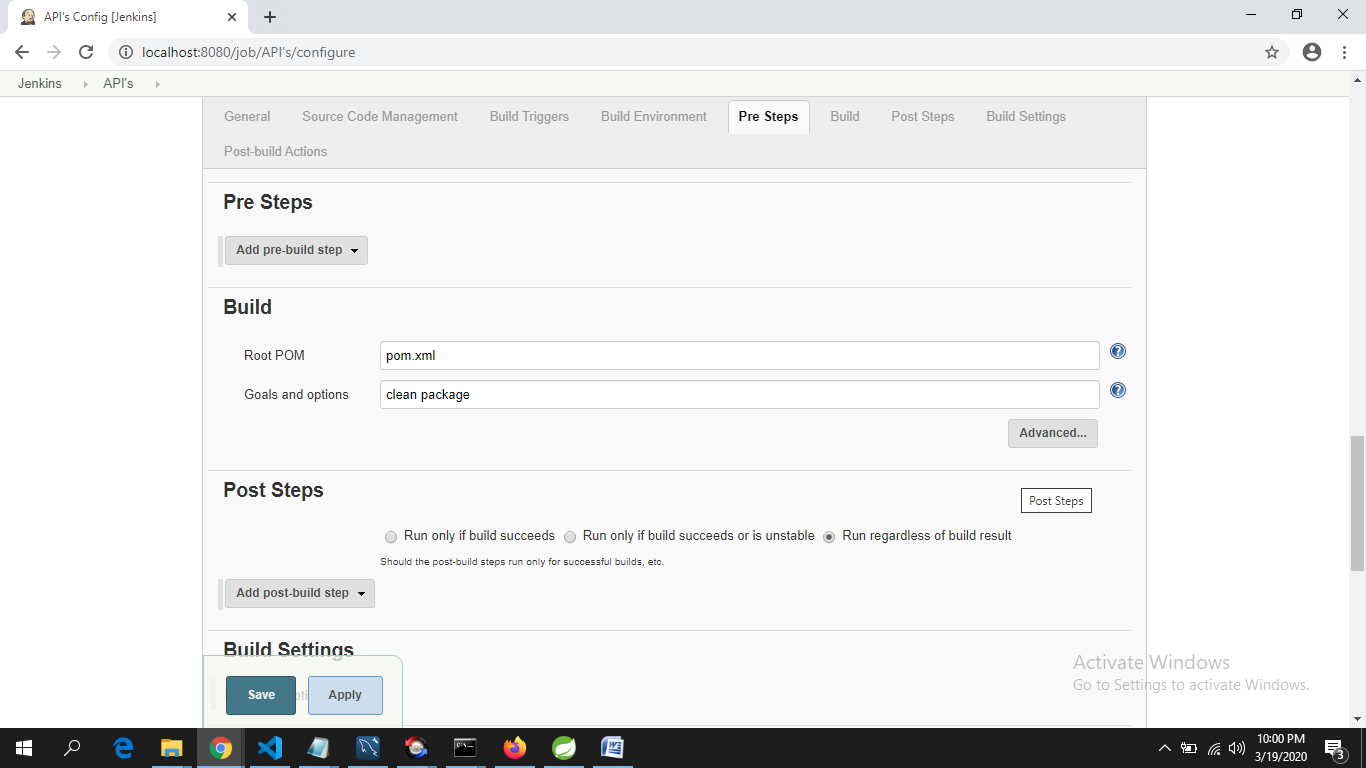 API's Config [Jenkins]
localhost:8080/job/API's/configure
Jenkins API's
General Source Code Management Build Triggers Build Environment Pre Steps Build Post Steps Build Settings
Post-build Actions
Pre Steps
Add pre-build step
Build
Root POM pom.xml
Goals and options clean package
Advanced...
Post Steps
Post Steps
Run only if build succeeds Run only if build succeeds or is unstable Run regardless of build result
Should the post-build steps run only for successful builds, etc.
Add post-build step
Build Settings
Activate Windows
Go to Settings to activate Windows.
Save Apply
10:00 PM
3/19/2020
3